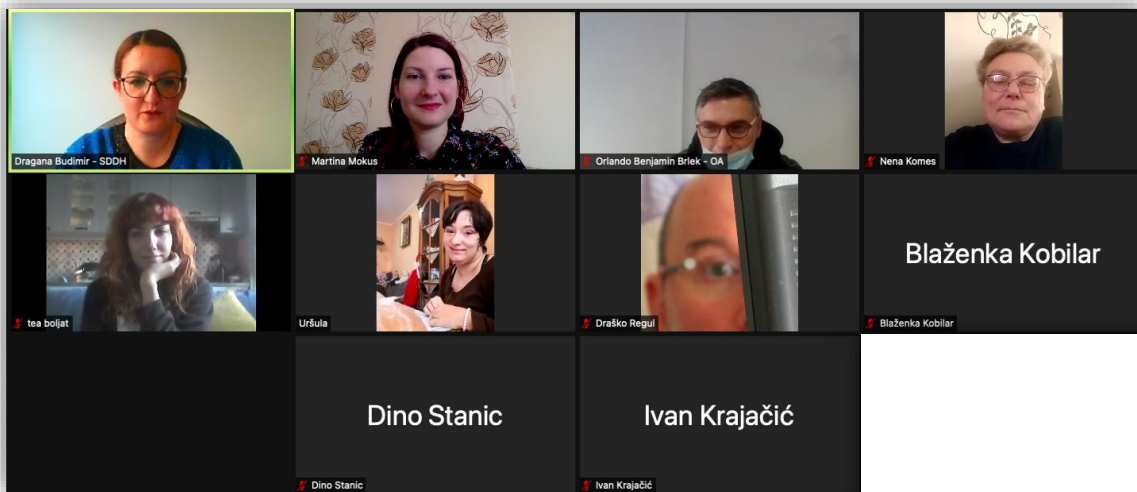 Dragana Budimir - SDDH
Martina Mokus
Orlando Benjamin Brlek - OA
Nena Komes
tea boljat
Uršula
Draško Regul
Blaženka Kobilar
Blaženka Kobilar
Dino Stanic
Dino Stanic
Ivan Krajačić
Ivan Krajačić